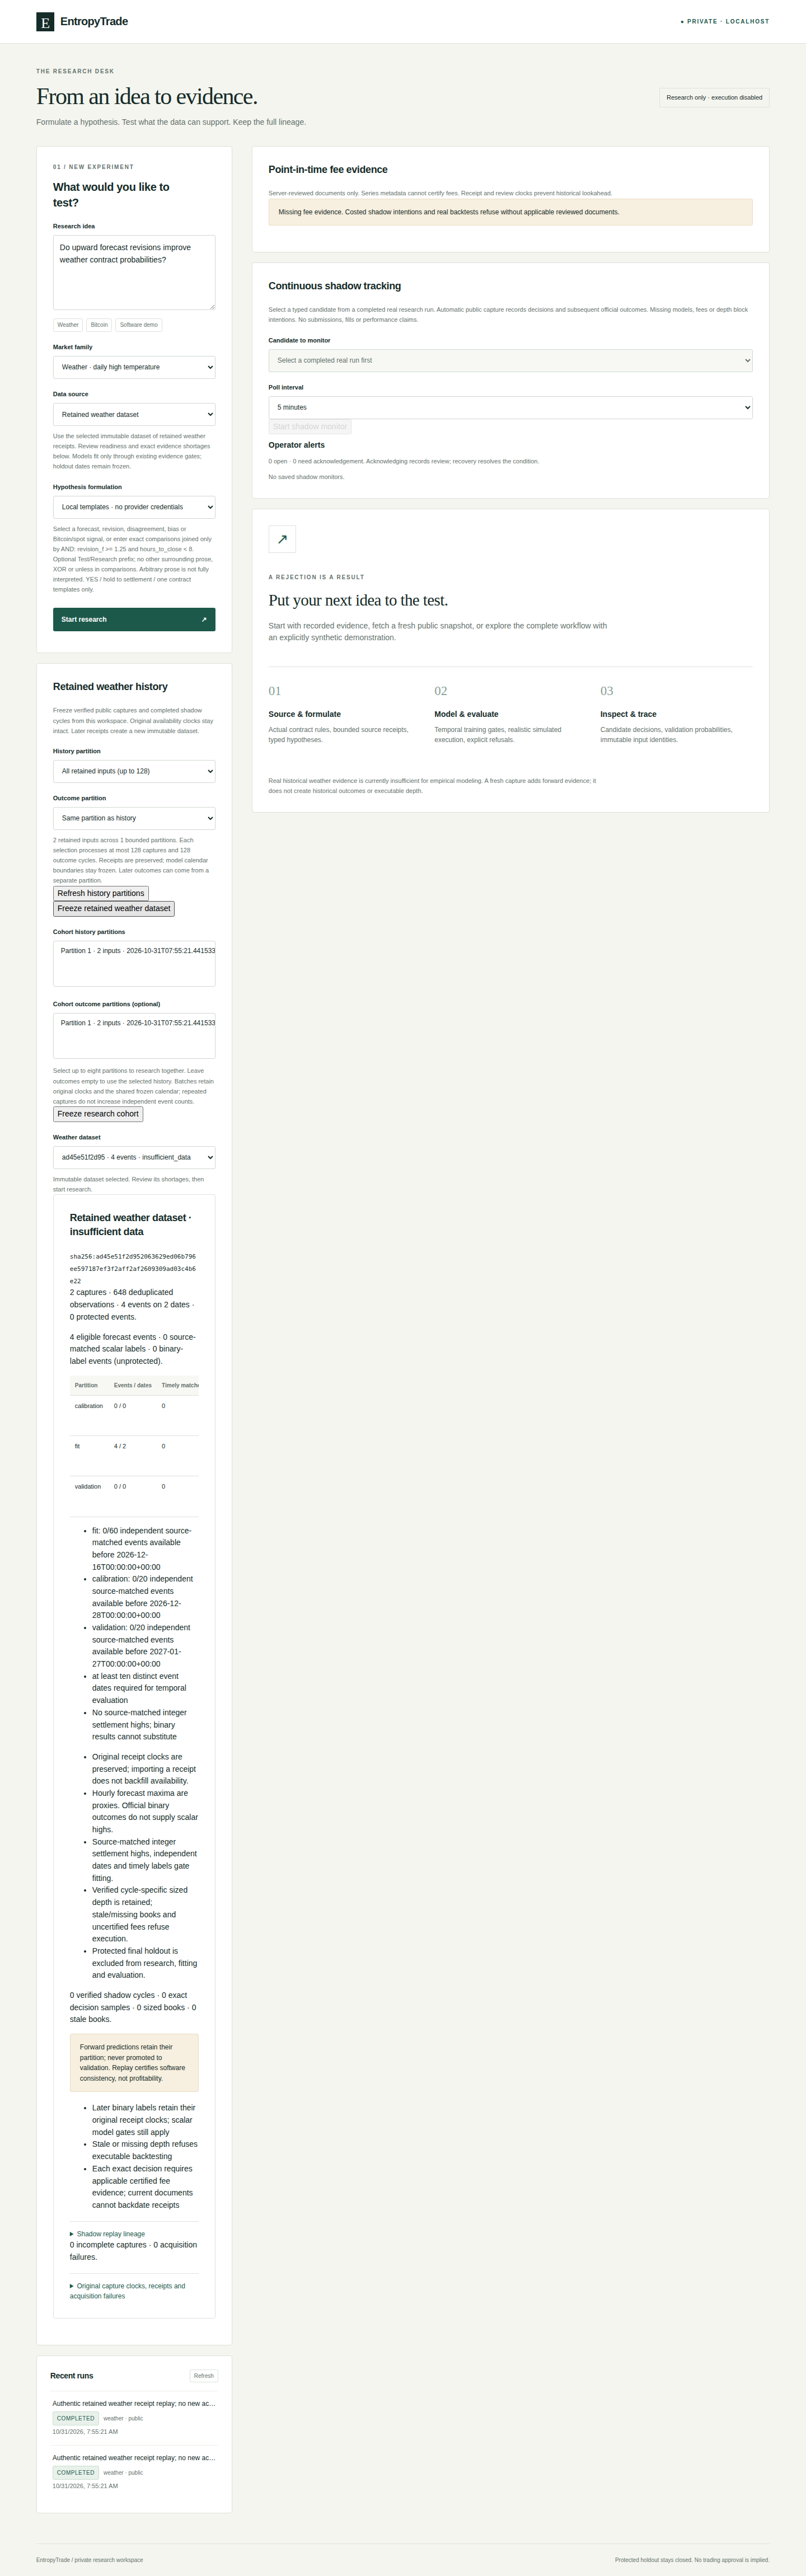 E EntropyTrade
● PRIVATE · LOCALHOST
THE RESEARCH DESK
From an idea to evidence.
Research only · execution disabled
Formulate a hypothesis. Test what the data can support. Keep the full lineage.
01 / NEW EXPERIMENT
What would you like to
test?
Research idea
Do upward forecast revisions improve
weather contract probabilities?
Weather Bitcoin Software demo
Market family
Weather · daily high temperature
Data source
Retained weather dataset
Use the selected immutable dataset of retained weather
receipts. Review readiness and exact evidence shortages
below. Models fit only through existing evidence gates;
holdout dates remain frozen.
Hypothesis formulation
Local templates · no provider credentials
Select a forecast, revision, disagreement, bias or
Bitcoin/spot signal, or enter exact comparisons joined only
by AND: revision_f >= 1.25 and hours_to_close < 8.
Optional Test/Research prefix; no other surrounding prose,
XOR or unless in comparisons. Arbitrary prose is not fully
interpreted. YES / hold to settlement / one contract
templates only.
Start research ↗
Retained weather history
Freeze verified public captures and completed shadow
cycles from this workspace. Original availability clocks stay
intact. Later receipts create a new immutable dataset.
History partition
All retained inputs (up to 128)
Outcome partition
Same partition as history
2 retained inputs across 1 bounded partitions. Each
selection processes at most 128 captures and 128
outcome cycles. Receipts are preserved; model calendar
boundaries stay frozen. Later outcomes can come from a
separate partition.
Refresh history partitions
Freeze retained weather dataset
Cohort history partitions
Partition 1 · 2 inputs · 2026-10-31T07:55:21.441533
Cohort outcome partitions (optional)
Partition 1 · 2 inputs · 2026-10-31T07:55:21.441533
Select up to eight partitions to research together. Leave
outcomes empty to use the selected history. Batches retain
original clocks and the shared frozen calendar; repeated
captures do not increase independent event counts.
Freeze research cohort
Weather dataset
ad45e51f2d95 · 4 events · insufficient_data
Immutable dataset selected. Review its shortages, then
start research.
Retained weather dataset ·
insufficient data
sha256:ad45e51f2d952063629ed06b796
ee597187ef3f2aff2af2609309ad03c4b6
e22
2 captures · 648 deduplicated
observations · 4 events on 2 dates ·
0 protected events.
4 eligible forecast events · 0 source-
matched scalar labels · 0 binary-
label events (unprotected).
Partition Events / dates Timely matche
calibration 0 / 0 0
fit 4 / 2 0
validation 0 / 0 0
• fit: 0/60 independent source-
matched events available
before 2026-12-
16T00:00:00+00:00
• calibration: 0/20 independent
source-matched events
available before 2026-12-
28T00:00:00+00:00
• validation: 0/20 independent
source-matched events
available before 2027-01-
27T00:00:00+00:00
• at least ten distinct event
dates required for temporal
evaluation
• No source-matched integer
settlement highs; binary
results cannot substitute
• Original receipt clocks are
preserved; importing a receipt
does not backfill availability.
• Hourly forecast maxima are
proxies. Official binary
outcomes do not supply scalar
highs.
• Source-matched integer
settlement highs, independent
dates and timely labels gate
fitting.
• Verified cycle-specific sized
depth is retained;
stale/missing books and
uncertified fees refuse
execution.
• Protected final holdout is
excluded from research, fitting
and evaluation.
0 verified shadow cycles · 0 exact
decision samples · 0 sized books · 0
stale books.
Forward predictions retain their
partition; never promoted to
validation. Replay certifies software
consistency, not profitability.
• Later binary labels retain their
original receipt clocks; scalar
model gates still apply
• Stale or missing depth refuses
executable backtesting
• Each exact decision requires
applicable certified fee
evidence; current documents
cannot backdate receipts
▶ Shadow replay lineage
0 incomplete captures · 0 acquisition
failures.
▶ Original capture clocks, receipts and
acquisition failures
Recent runs Refresh
Authentic retained weather receipt replay; no new ac...
COMPLETED weather · public
10/31/2026, 7:55:21 AM
Authentic retained weather receipt replay; no new ac...
COMPLETED weather · public
10/31/2026, 7:55:21 AM
Point-in-time fee evidence
Server-reviewed documents only. Series metadata cannot certify fees. Receipt and review clocks prevent historical lookahead.
Missing fee evidence. Costed shadow intentions and real backtests refuse without applicable reviewed documents.
Continuous shadow tracking
Select a typed candidate from a completed real research run. Automatic public capture records decisions and subsequent official outcomes. Missing models, fees or depth block
intentions. No submissions, fills or performance claims.
Candidate to monitor
Select a completed real run first
Poll interval
5 minutes
Start shadow monitor
Operator alerts
0 open · 0 need acknowledgement. Acknowledging records review; recovery resolves the condition.
No saved shadow monitors.
↗
A REJECTION IS A RESULT
Put your next idea to the test.
Start with recorded evidence, fetch a fresh public snapshot, or explore the complete workflow with
an explicitly synthetic demonstration.
01 02 03
Source & formulate Model & evaluate Inspect & trace
Actual contract rules, bounded source receipts, Temporal training gates, realistic simulated Candidate decisions, validation probabilities,
typed hypotheses. execution, explicit refusals. immutable input identities.
Real historical weather evidence is currently insufficient for empirical modeling. A fresh capture adds forward evidence; it
does not create historical outcomes or executable depth.
EntropyTrade / private research workspace
Protected holdout stays closed. No trading approval is implied.